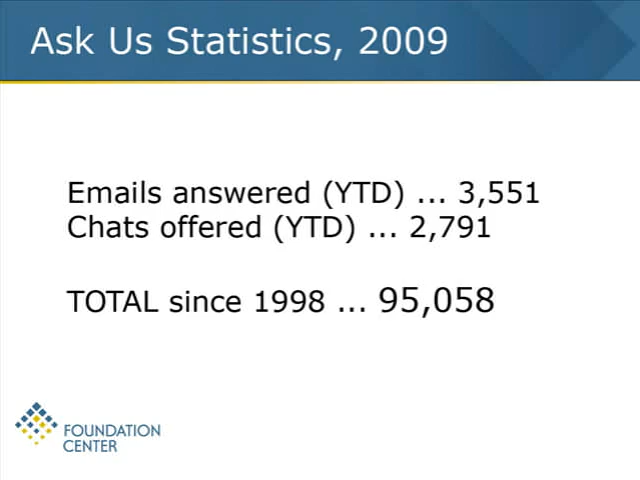 Ask Us Statistics, 2009
Emails answered (YTD) ... 3,551
Chats offered (YTD) ... 2,791
TOTAL since 1998 ... 95,058
FOUNDATION
CENTER